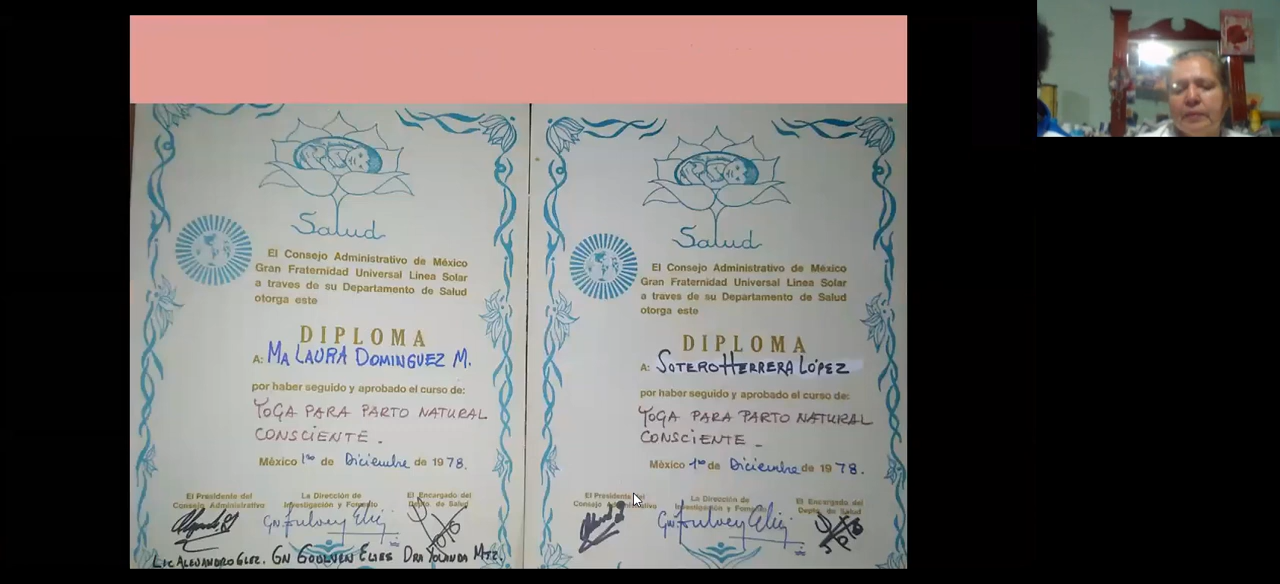 Salud
El Consejo Administrativo de México
Gran Fraternidad Universal Linea Solar
a traves de su Departamento de Salud
otorga este
DIPLOMA
A: MA LAURA DOMINGUEZ M.
por haber seguido y aprobado el curso de:
YOGA PARA PARTO NATURAL
CONSCIENTE.
México 1ro de Diciembre de 1978.
El Presidente del
Consejo Administrativo
La Dirección de
Investigación y Fomento
El Encargado del
Depto. de Salud
LIC ALEJANDRO GLEZ. GN GOULVEN ELIES DRA YOLANDA MTZ.
Salud
El Consejo Administrativo de México
Gran Fraternidad Universal Linea Solar
a traves de su Departamento de Salud
otorga este
DIPLOMA
A: SOTERO HERRERA LÓPEZ
por haber seguido y aprobado el curso de:
YOGA PARA PARTO NATURAL
CONSCIENTE -
México 1ro de Diciembre de 1978.
El Presidente del
Consejo Administrativo
La Dirección de
Investigación y Fomento
El Encargado del
Depto. de Salud